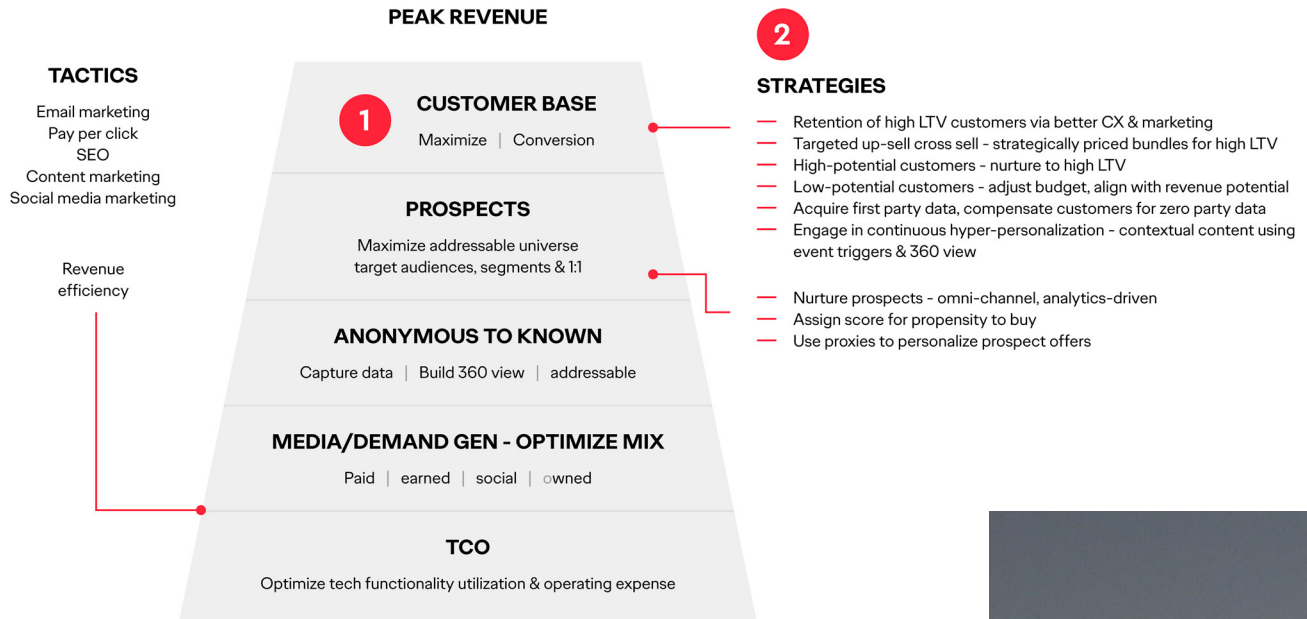 PEAK REVENUE
TACTICS
Email marketing
Pay per click
SEO
Content marketing
Social media marketing
Revenue
efficiency
1
CUSTOMER BASE
Maximize | Conversion
PROSPECTS
Maximize addressable universe
target audiences, segments & 1:1
ANONYMOUS TO KNOWN
Capture data | Build 360 view | addressable
MEDIA/DEMAND GEN - OPTIMIZE MIX
Paid | earned | social | owned
TCO
Optimize tech functionality utilization & operating expense
2
STRATEGIES
— Retention of high LTV customers via better CX & marketing
— Targeted up-sell cross sell - strategically priced bundles for high LTV
— High-potential customers - nurture to high LTV
— Low-potential customers - adjust budget, align with revenue potential
— Acquire first party data, compensate customers for zero party data
— Engage in continuous hyper-personalization - contextual content using
event triggers & 360 view
— Nurture prospects - omni-channel, analytics-driven
— Assign score for propensity to buy
— Use proxies to personalize prospect offers